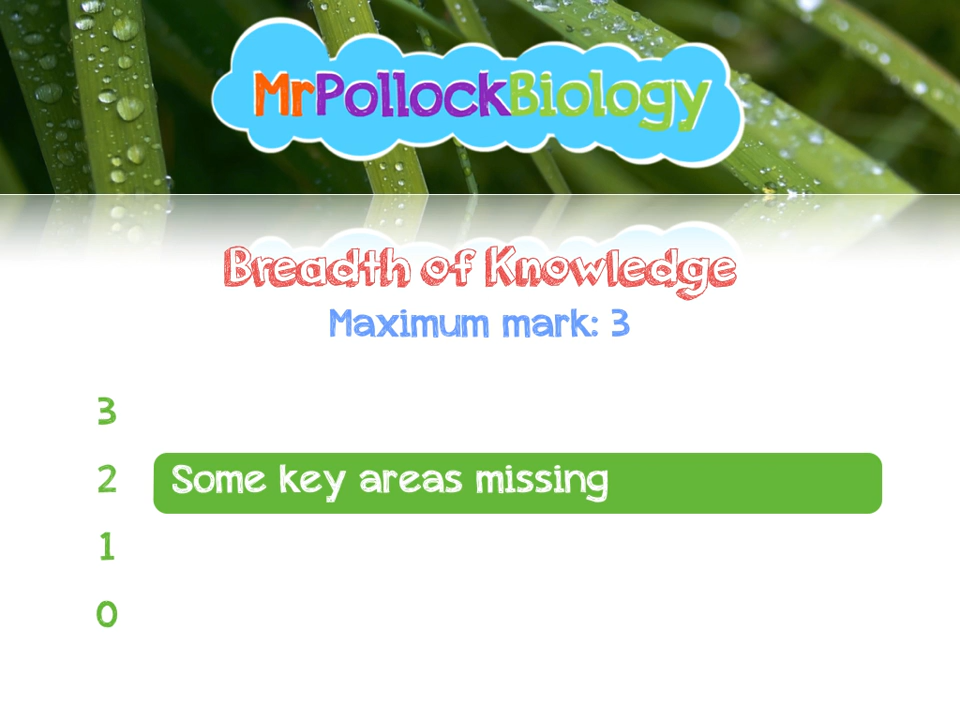 MrPollockBiology
Breadth of Knowledge
Maximum mark: 3
3
2 Some key areas missing
1
0